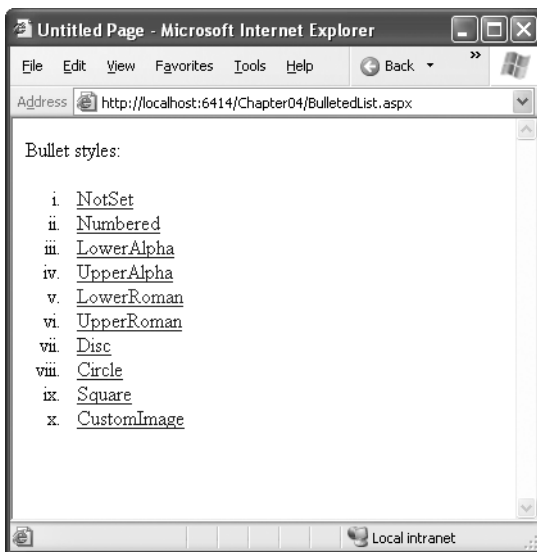 Untitled Page - Microsoft Internet Explorer
File Edit View Favorites Tools Help Back »
Address http://localhost:6414/Chapter04/BulletedList.aspx
Bullet styles:
i. NotSet
ii. Numbered
iii. LowerAlpha
iv. UpperAlpha
v. LowerRoman
vi. UpperRoman
vii. Disc
viii. Circle
ix. Square
x. CustomImage
Local intranet